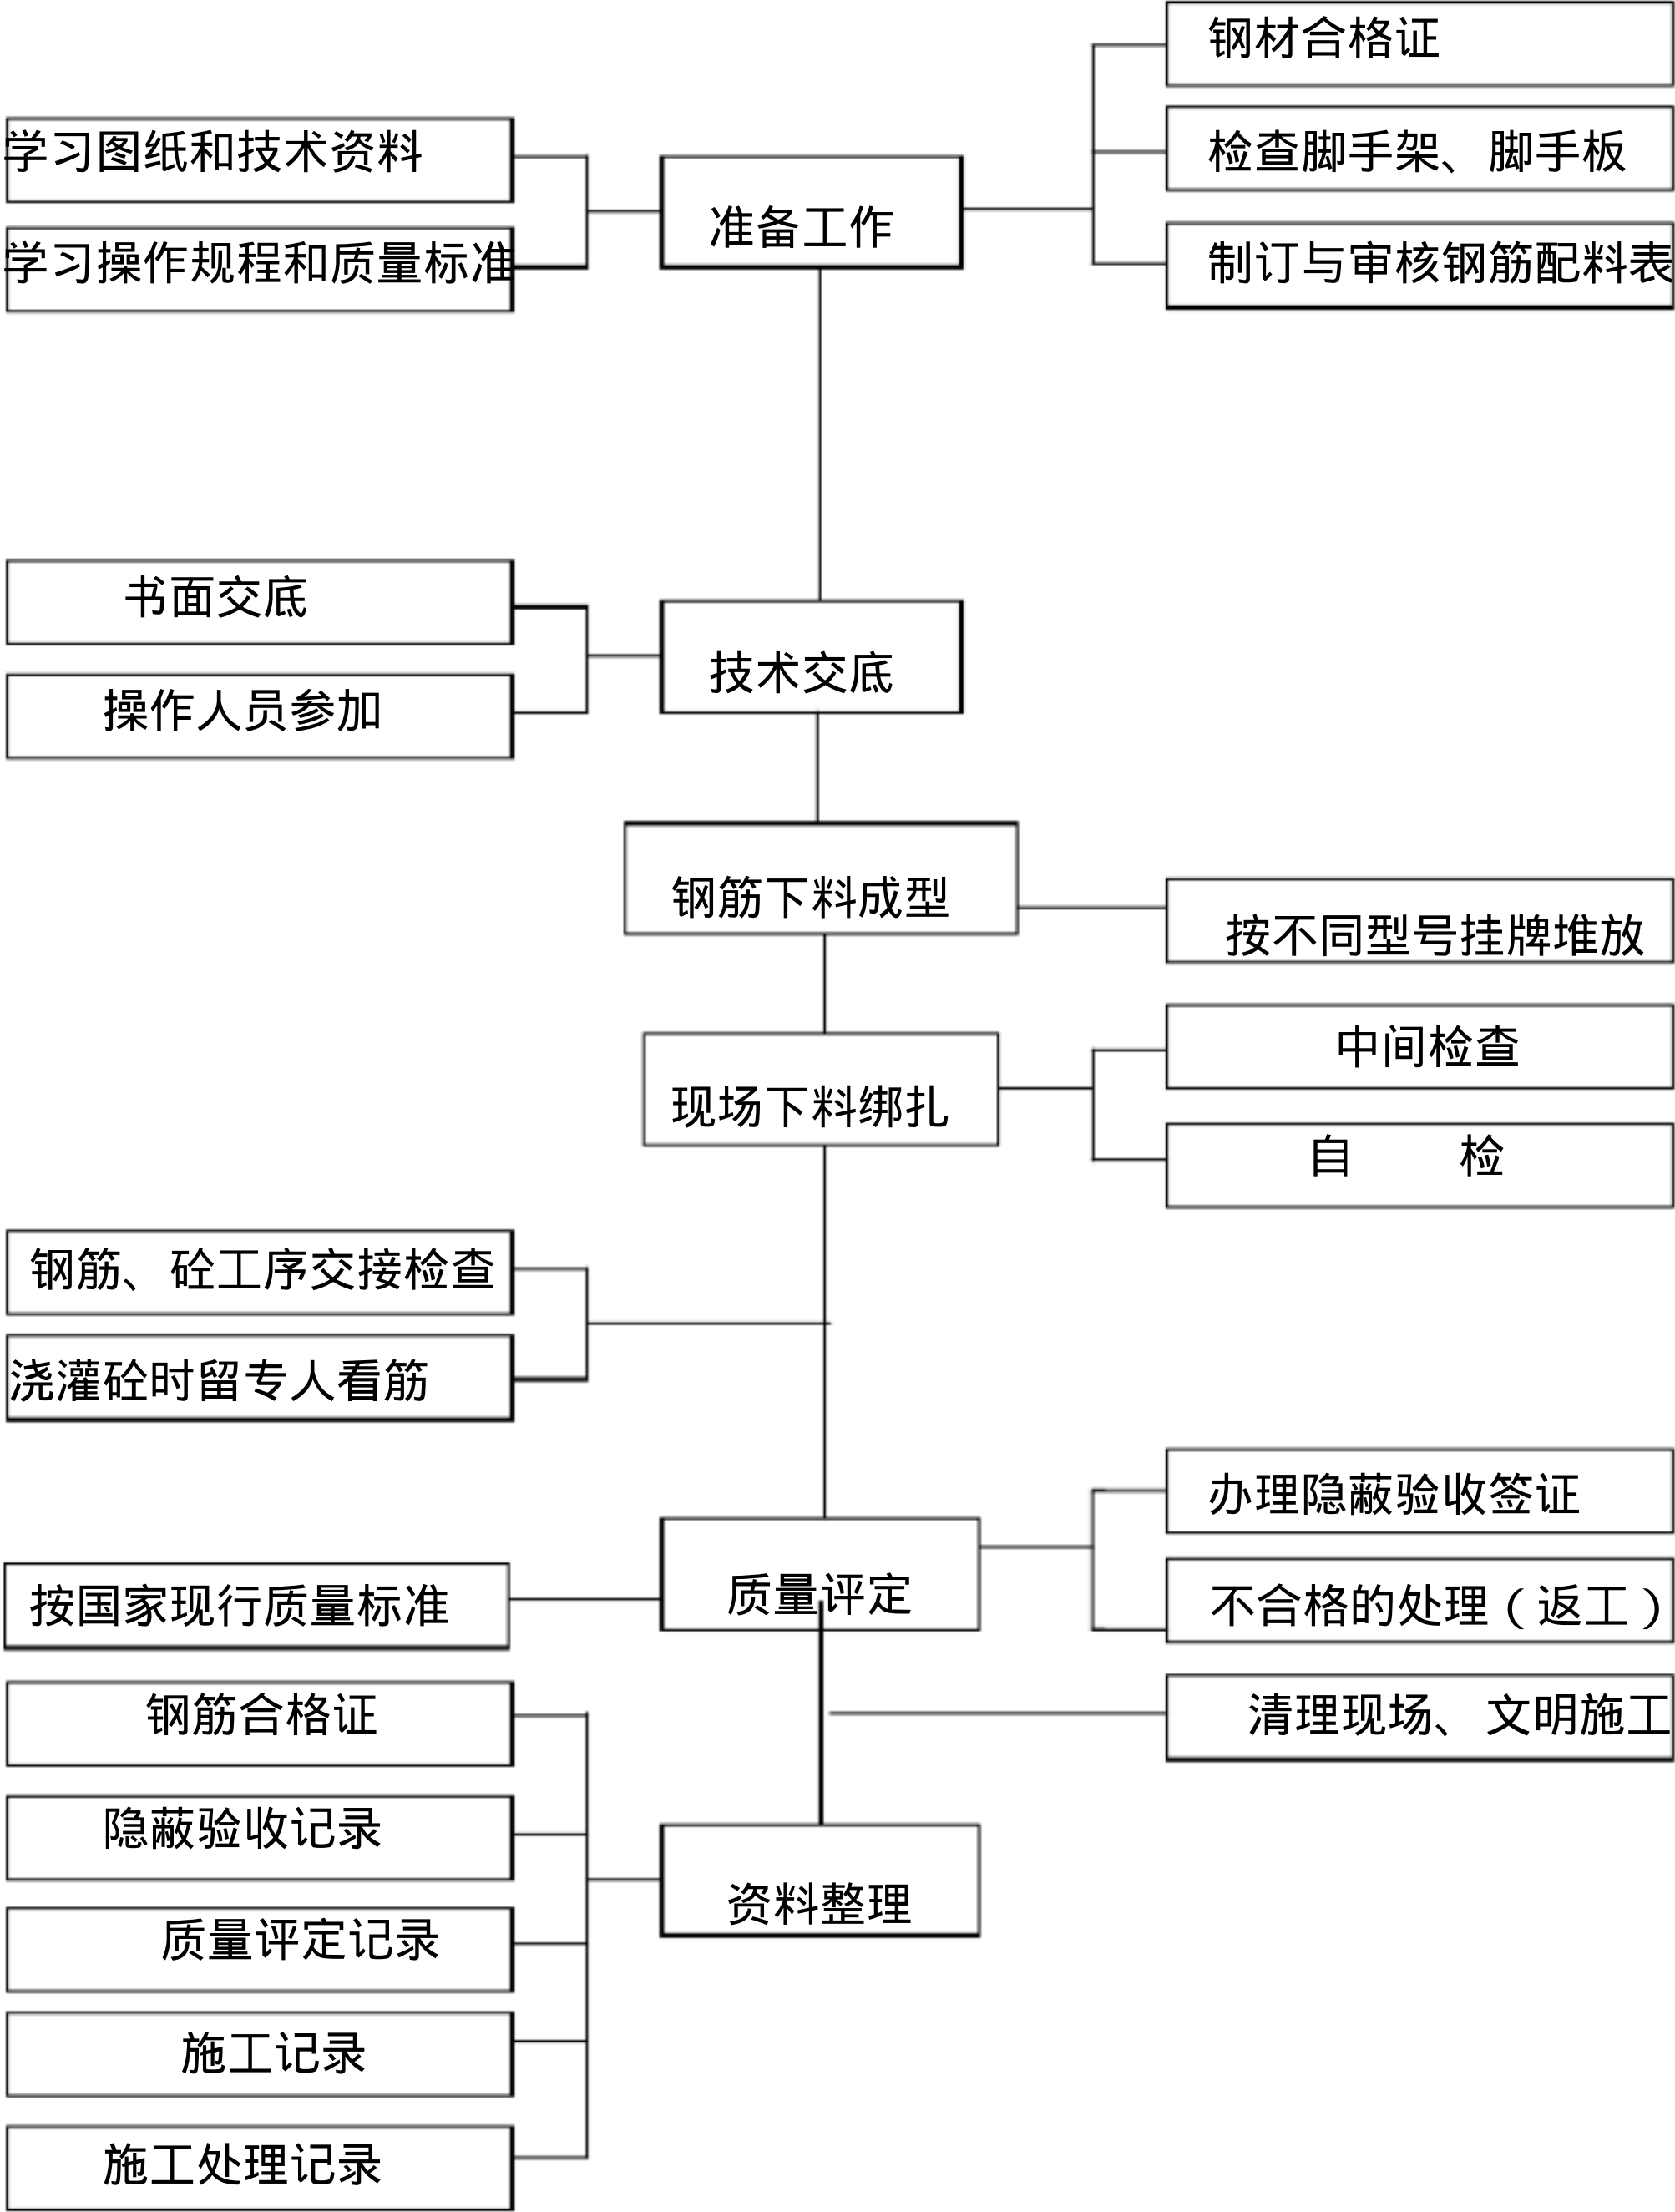 钢材合格证
学习图纸和技术资料
检查脚手架、脚手板
准备工作
学习操作规程和质量标准
制订与审核钢筋配料表
书面交底
技术交底
操作人员参加
钢筋下料成型
按不同型号挂牌堆放
中间检查
现场下料绑扎
自 检
钢筋、砼工序交接检查
浇灌砼时留专人看筋
办理隐蔽验收签证
质量评定
按国家现行质量标准
不合格的处理（返工）
钢筋合格证
清理现场、文明施工
隐蔽验收记录
资料整理
质量评定记录
施工记录
施工处理记录